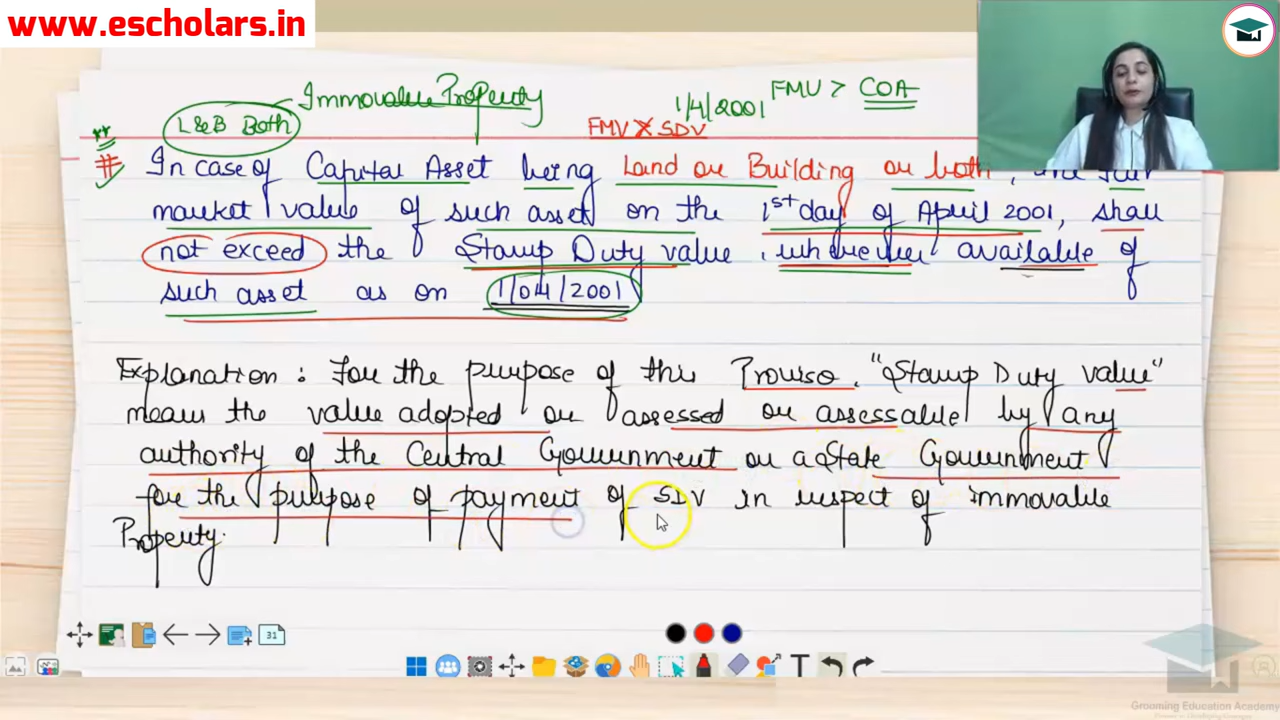 www.escholars.in
Immovable Property
L&B Both
1/4/2001
FMV > COA
FMV X SDV
**
# In case of Capital Asset being Land or Building or both, the fair
market value of such asset on the 1st day of April 2001, shall
not exceed the Stamp Duty value, wherever available of
such asset as on 1/04/2001
Explanation : For the purpose of this Proviso, "Stamp Duty value"
means the value adopted or assessed or assessable by any
authority of the Central Government or a State Government
for the purpose of payment of SDV in respect of immovable
Property.
31
T
Grooming Education Academy